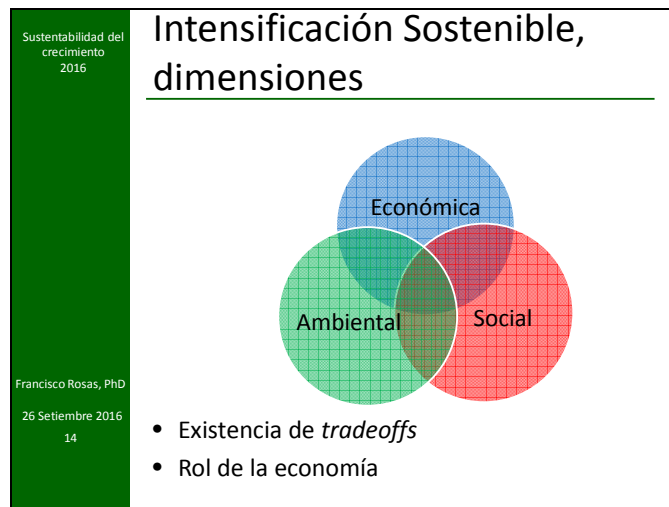 Sustentabilidad del
crecimiento
2016
Intensificación Sostenible,
dimensiones
Económica
Ambiental
Social
Francisco Rosas, PhD
26 Setiembre 2016
14
• Existencia de tradeoffs
• Rol de la economía